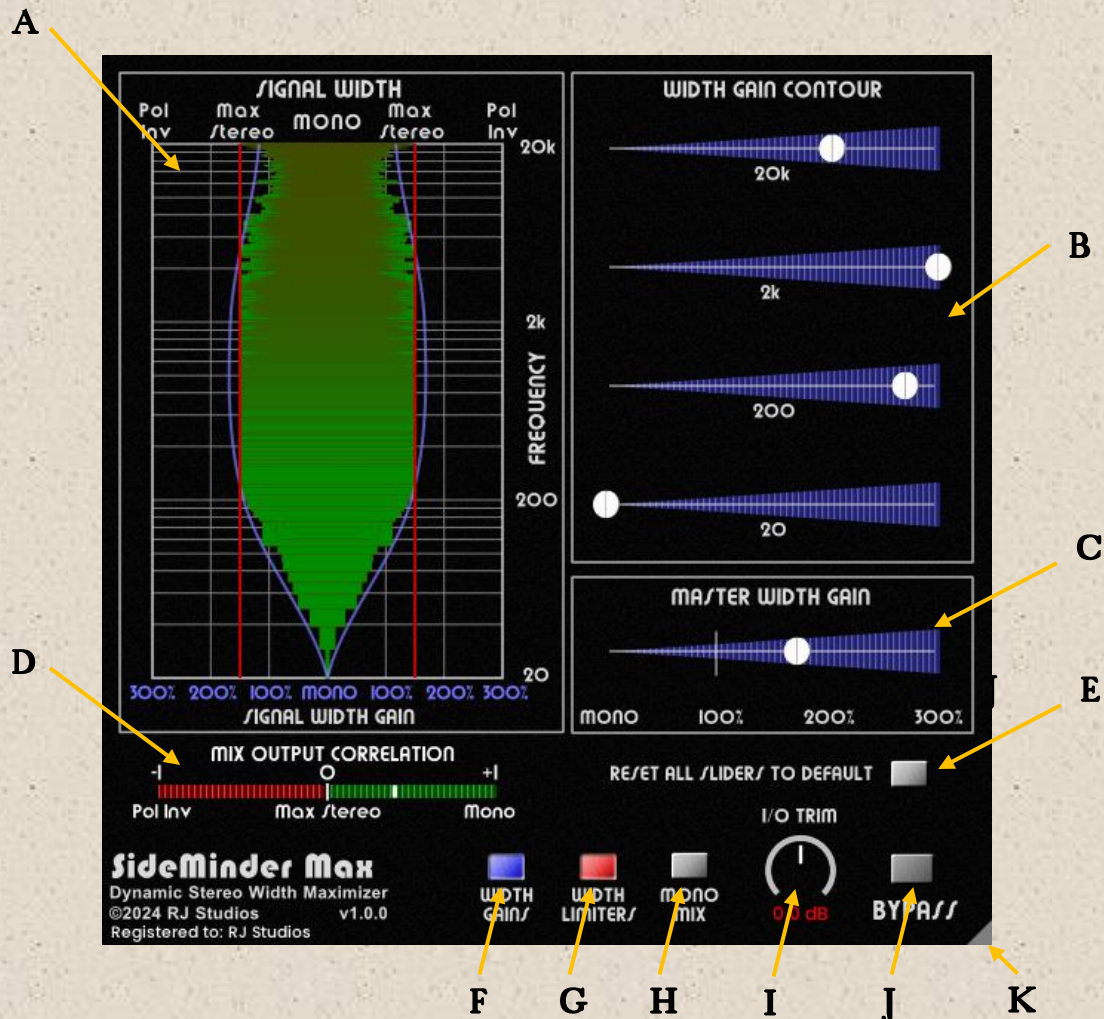 A
SIGNAL WIDTH
Pol Inv
Max Stereo
MONO
Max Stereo
Pol Inv
20k
2k
FREQUENCY
200
20
300% 200% 100% MONO 100% 200% 300%
SIGNAL WIDTH GAIN
WIDTH GAIN CONTOUR
20k
2k
B
200
20
C
MASTER WIDTH GAIN
MONO 100% 200% 300%
J
D
E
MIX OUTPUT CORRELATION
-1 0 +1
Pol Inv Max Stereo Mono
RESET ALL SLIDERS TO DEFAULT
I/O TRIM
SideMinder Max
Dynamic Stereo Width Maximizer
©2024 RJ Studios v1.0.0
Registered to: RJ Studios
WIDTH
GAINS
WIDTH
LIMITERS
MONO
MIX
0.0 dB
BYPASS
F G H I J K